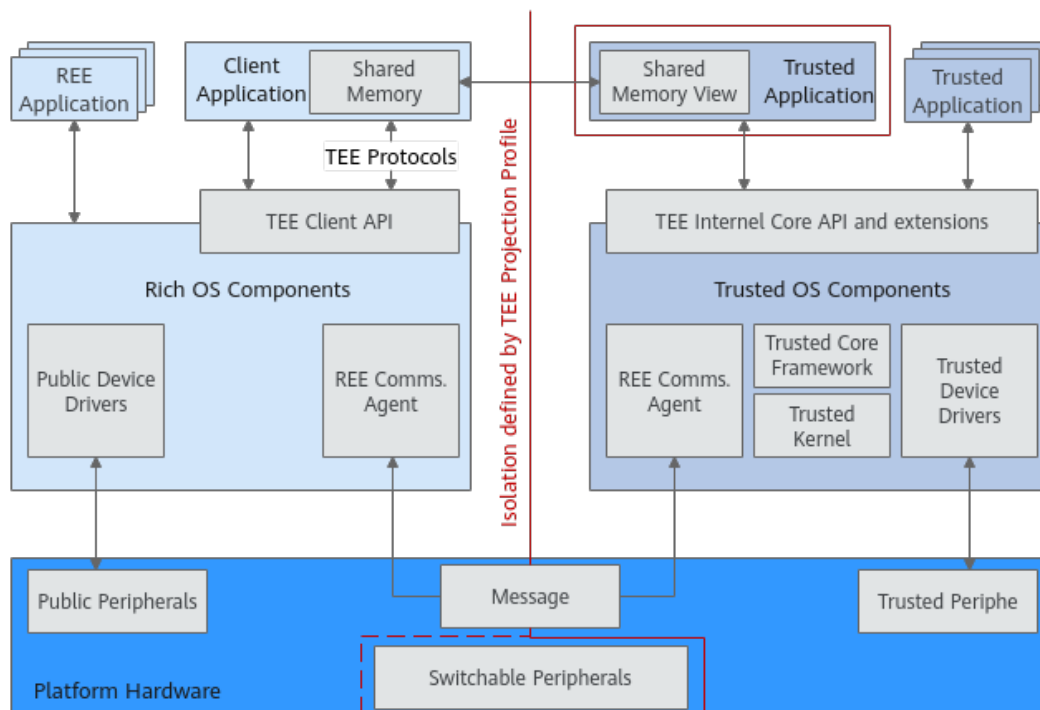 REE
Application
Client
Application
Shared
Memory
Shared
Memory View
Trusted
Application
Trusted
Application
TEE Protocols
TEE Client API
TEE Internal Core API and extensions
Isolation defined by TEE Projection Profile
Rich OS Components
Trusted OS Components
Public Device
Drivers
REE Comms.
Agent
REE Comms.
Agent
Trusted Core
Framework
Trusted
Kernel
Trusted
Device
Drivers
Public Peripherals
Message
Trusted Periphe
Switchable Peripherals
Platform Hardware